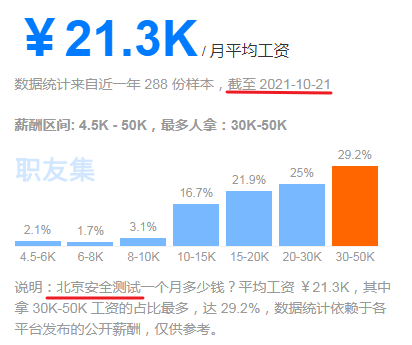 ¥ 21.3K / 月平均工资
数据统计来自近一年 288 份样本，截至 2021-10-21
薪酬区间: 4.5K - 50K，最多人拿：30K-50K
职友集
2.1% 1.7% 3.1% 16.7% 21.9% 25% 29.2%
4.5-6K 6-8K 8-10K 10-15K 15-20K 20-30K 30-50K
说明：北京安全测试一个月多少钱？平均工资 ￥21.3K，其中
拿 30K-50K 工资的占比最多，达 29.2%，数据统计依赖于各
平台发布的公开薪酬，仅供参考。